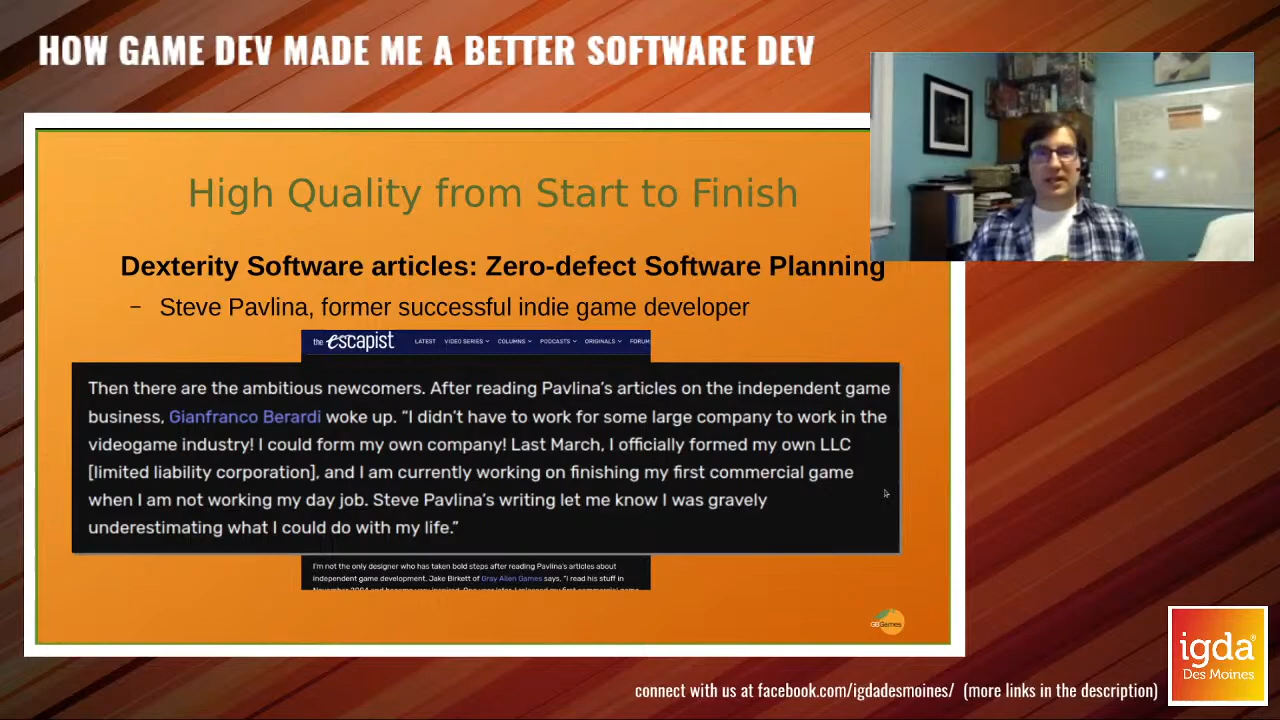 HOW GAME DEV MADE ME A BETTER SOFTWARE DEV
High Quality from Start to Finish
Dexterity Software articles: Zero-defect Software Planning
– Steve Pavlina, former successful indie game developer
the escapist LATEST VIDEO SERIES COLUMNS PODCASTS ORIGINALS FORUM
Then there are the ambitious newcomers. After reading Pavlina's articles on the independent game
business, Gianfranco Berardi woke up. "I didn't have to work for some large company to work in the
videogame industry! I could form my own company! Last March, I officially formed my own LLC
[limited liability corporation], and I am currently working on finishing my first commercial game
when I am not working my day job. Steve Pavlina's writing let me know I was gravely
underestimating what I could do with my life."
I'm not the only designer who has taken bold steps after reading Pavlina's articles about
independent game development. Jake Birkett of Gray Alien Games says, "I read his stuff in
GBGames
igda
Des Moines
connect with us at facebook.com/igdadesmoines/ (more links in the description)